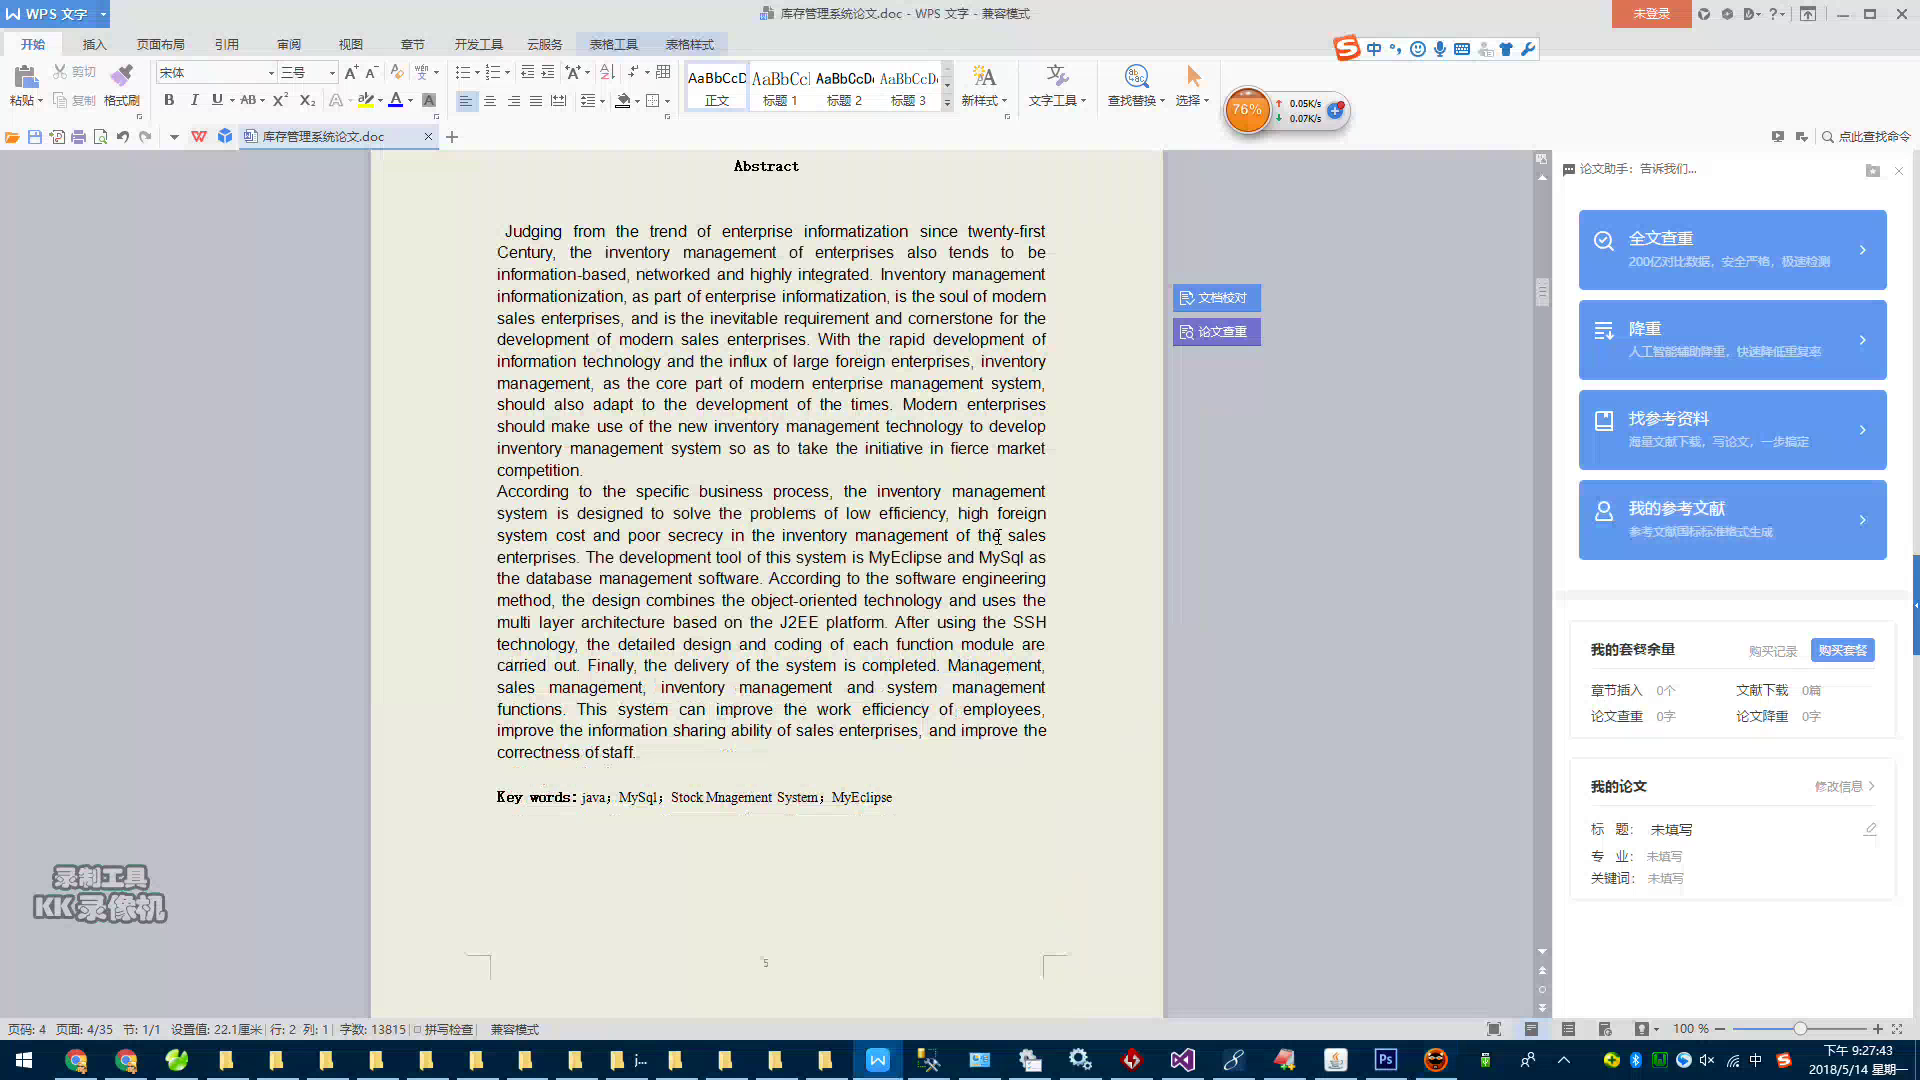 WPS 文字
库存管理系统论文.doc - WPS 文字 - 兼容模式
未登录
开始
插入
页面布局
引用
审阅
视图
章节
开发工具
云服务
表格工具
表格样式
中
粘贴
剪切
复制
格式刷
宋体
三号
B I U AB X² X₂ A A A
AaBbCcD
正文
AaBbCc
标题 1
AaBbCcD
标题 2
AaBbCcD
标题 3
新样式
文字工具
查找替换
选择
76%
0.05K/s
0.07K/s
库存管理系统论文.doc
点此查找命令
Abstract
Judging from the trend of enterprise informatization since twenty-first
Century, the inventory management of enterprises also tends to be
information-based, networked and highly integrated. Inventory management
informationization, as part of enterprise informatization, is the soul of modern
sales enterprises, and is the inevitable requirement and cornerstone for the
development of modern sales enterprises. With the rapid development of
information technology and the influx of large foreign enterprises, inventory
management, as the core part of modern enterprise management system,
should also adapt to the development of the times. Modern enterprises
should make use of the new inventory management technology to develop
inventory management system so as to take the initiative in fierce market
competition.
According to the specific business process, the inventory management
system is designed to solve the problems of low efficiency, high foreign
system cost and poor secrecy in the inventory management of the sales
enterprises. The development tool of this system is MyEclipse and MySql as
the database management software. According to the software engineering
method, the design combines the object-oriented technology and uses the
multi layer architecture based on the J2EE platform. After using the SSH
technology, the detailed design and coding of each function module are
carried out. Finally, the delivery of the system is completed. Management,
sales management, inventory management and system management
functions. This system can improve the work efficiency of employees,
improve the information sharing ability of sales enterprises, and improve the
correctness of staff.
Key words: java；MySql；Stock Mnagement System；MyEclipse
5
文档校对
论文查重
论文助手：告诉我们...
全文查重
200亿对比数据，安全严格，极速检测
降重
人工智能辅助降重，快速降低重复率
找参考资料
海量文献下载，写论文，一步搞定
我的参考文献
参考文献国标标准格式生成
我的套餐余量
购买记录
购买套餐
章节插入 0个
文献下载 0篇
论文查重 0字
论文降重 0字
我的论文
修改信息
标 题： 未填写
专 业： 未填写
关键词： 未填写
录制工具
KK录像机
页码: 4 页面: 4/35 节: 1/1 设置值: 22.1厘米 行: 2 列: 1 字数: 13815 拼写检查 兼容模式
100 %
j...
Ps
中
下午 9:27:43
2018/5/14 星期一